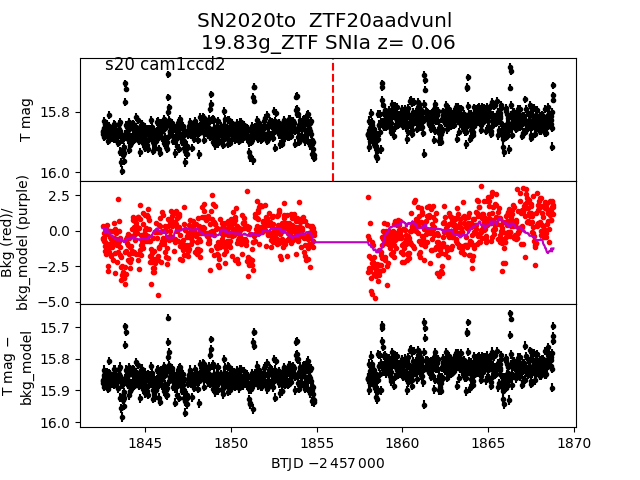 SN2020to  ZTF20aadvunl
19.83g_ZTF SNIa z= 0.06
s20 cam1ccd2
T mag
15.8
16.0
Bkg (red)/
bkg_model (purple)
2.5
0.0
−2.5
−5.0
T mag −
bkg_model
15.7
15.8
15.9
16.0
1845 1850 1855 1860 1865 1870
BTJD −2 457 000